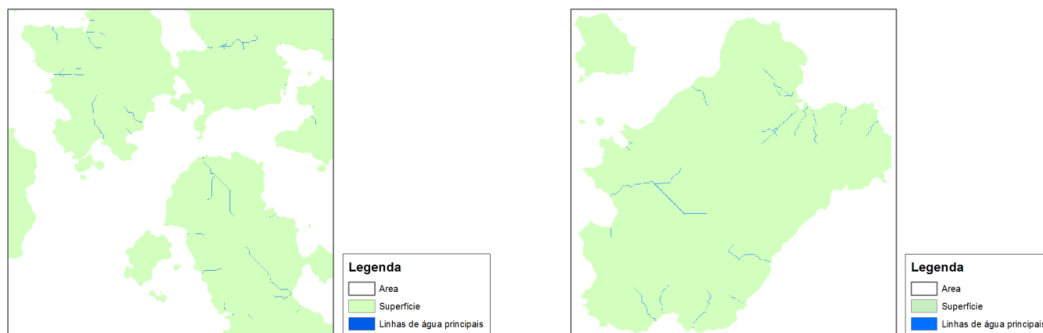 Legenda
Area
Superfície
Linhas de água principais
Legenda
Area
Superfície
Linhas de água principais